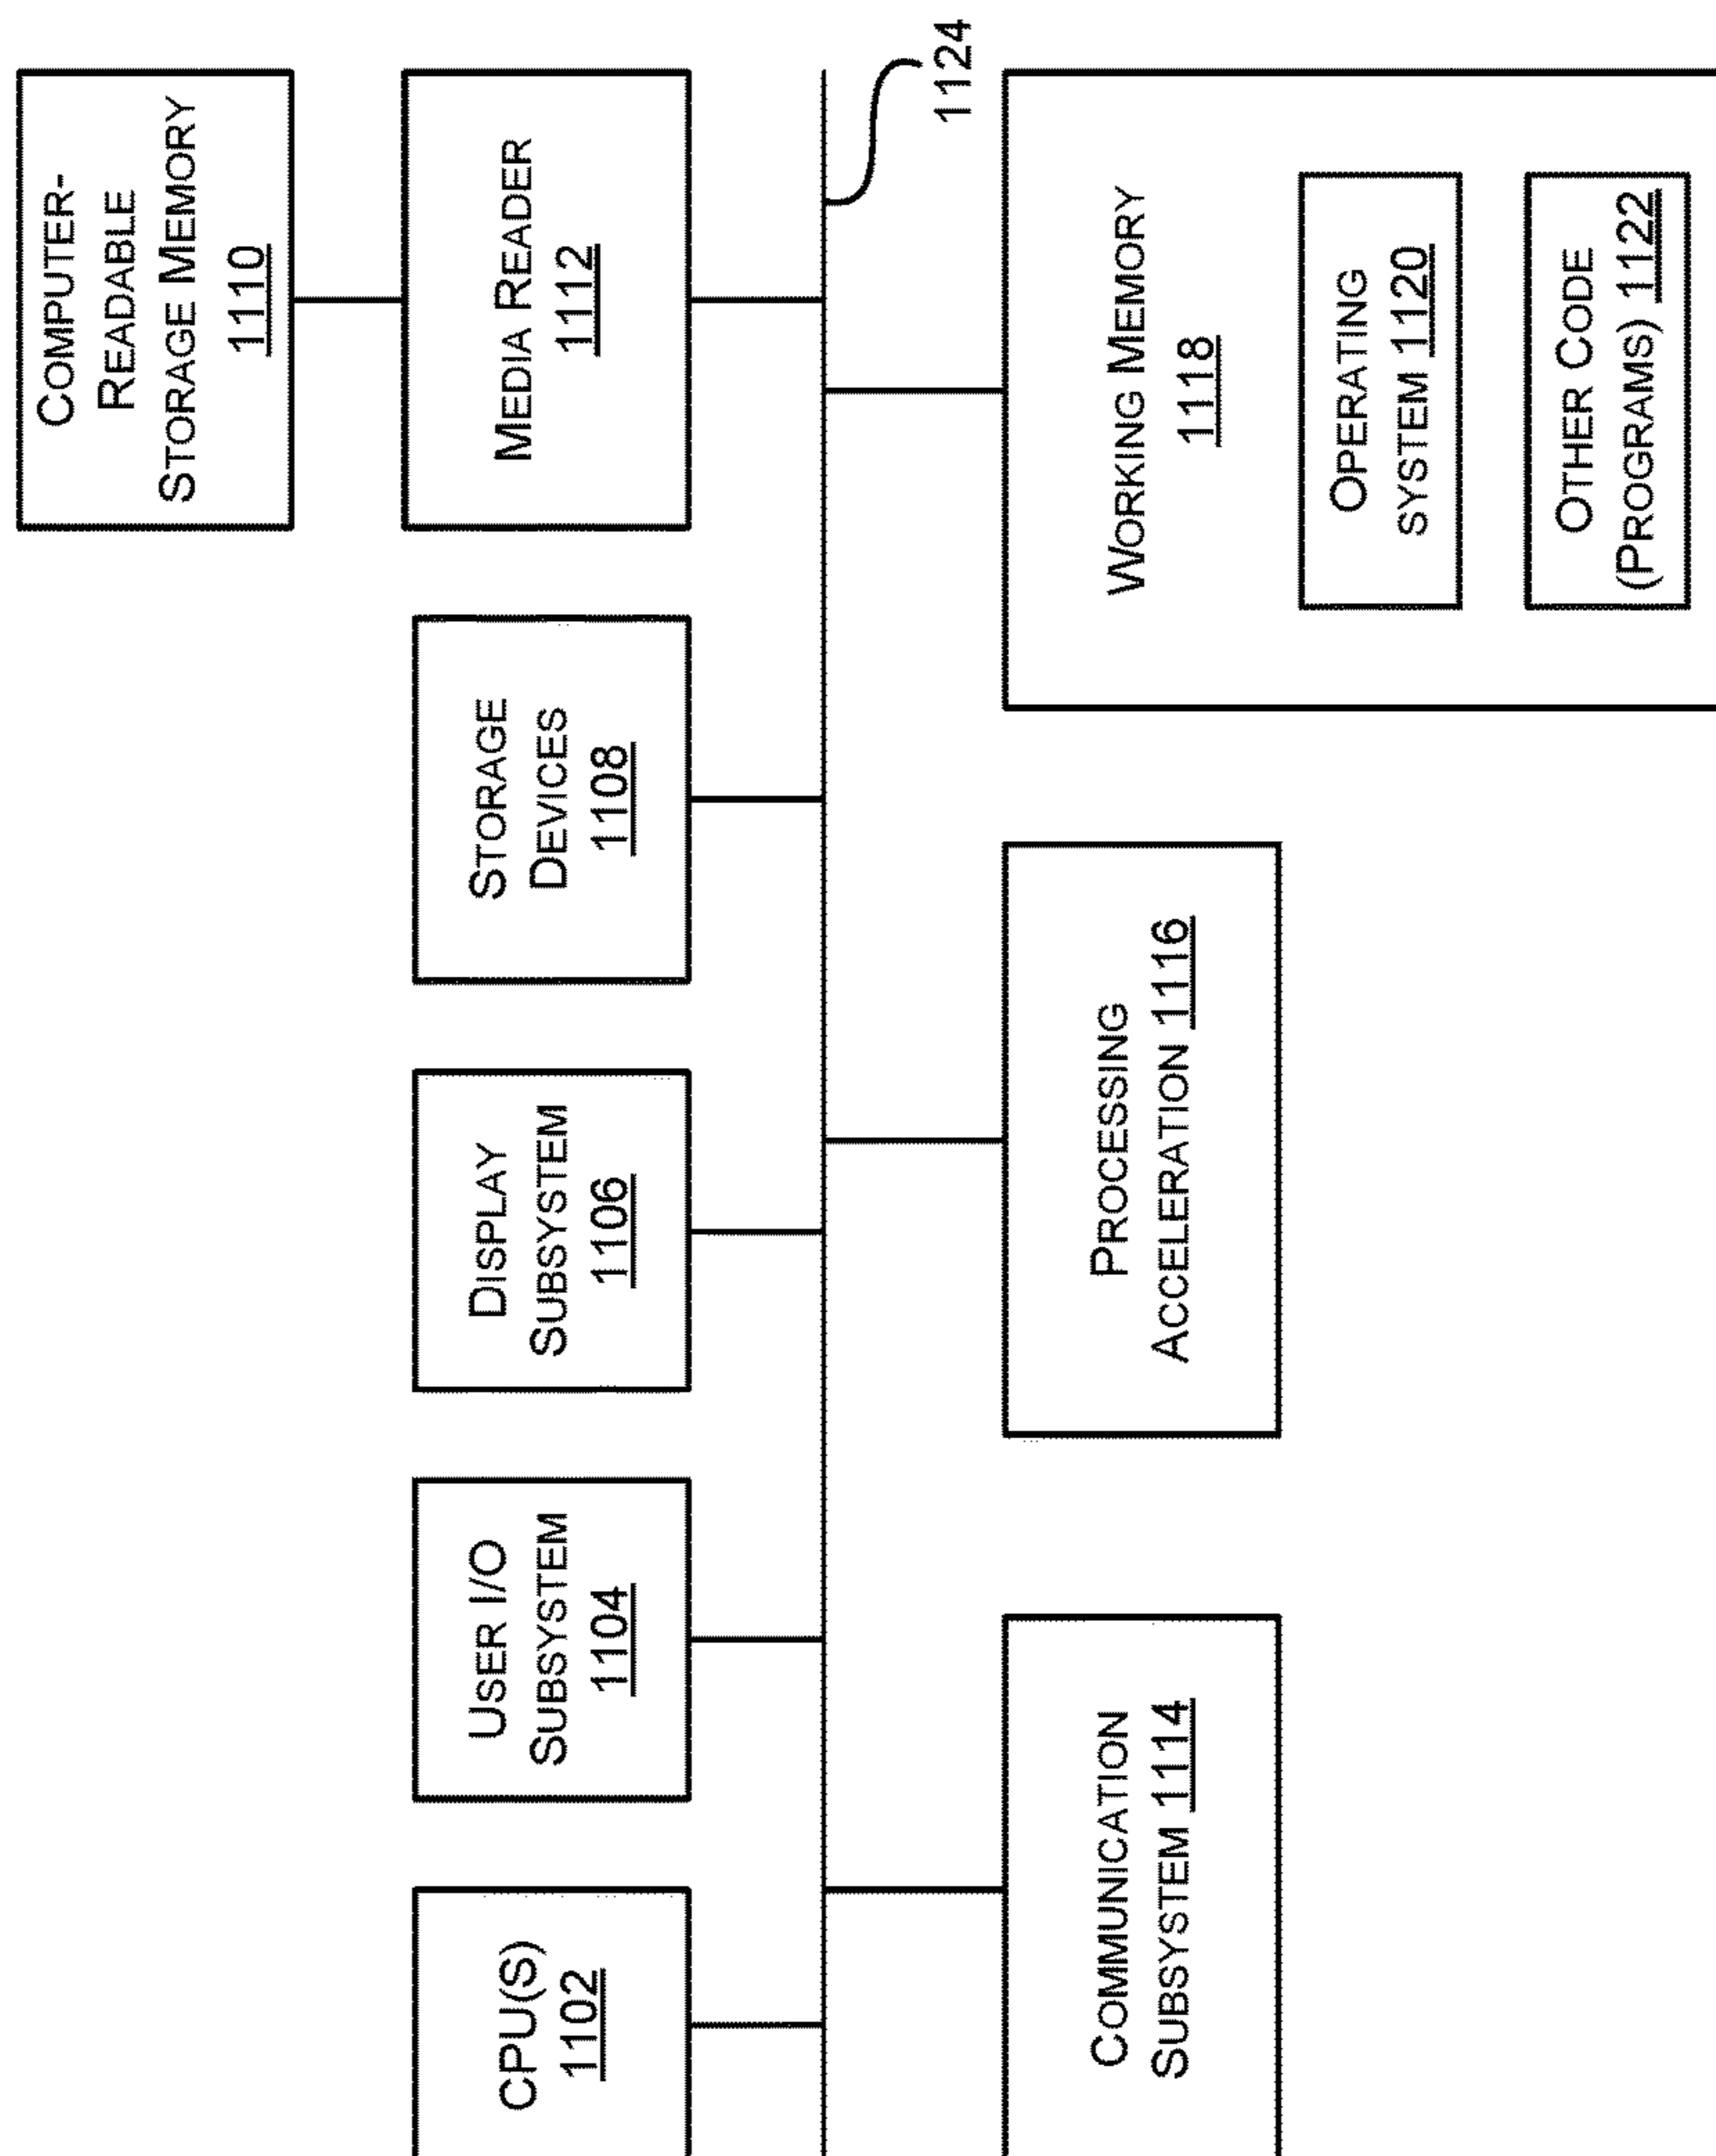 COMPUTER-
READABLE
STORAGE MEMORY
1110
CPU(S)
1102
USER I/O
SUBSYSTEM
1104
DISPLAY
SUBSYSTEM
1106
STORAGE
DEVICES
1108
MEDIA READER
1112
1124
COMMUNICATION
SUBSYSTEM 1114
PROCESSING
ACCELERATION 1116
WORKING MEMORY
1118
OPERATING
SYSTEM 1120
OTHER CODE
(PROGRAMS) 1122